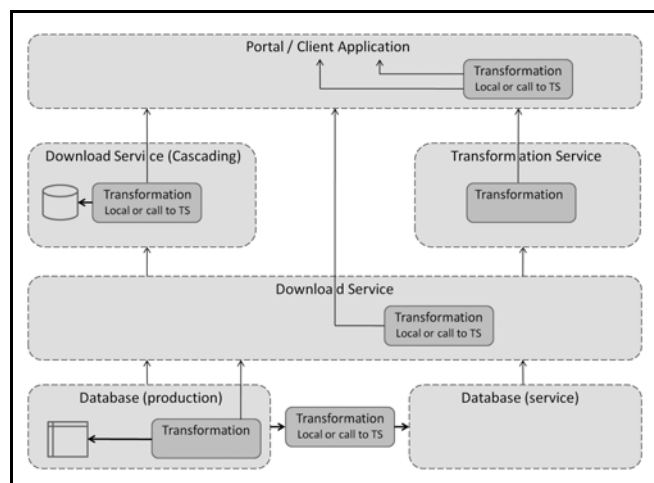 Portal / Client Application
Transformation
Local or call to TS
Download Service (Cascading)
Transformation
Local or call to TS
Transformation Service
Transformation
Download Service
Transformation
Local or call to TS
Database (production)
Transformation
Transformation
Local or call to TS
Database (service)